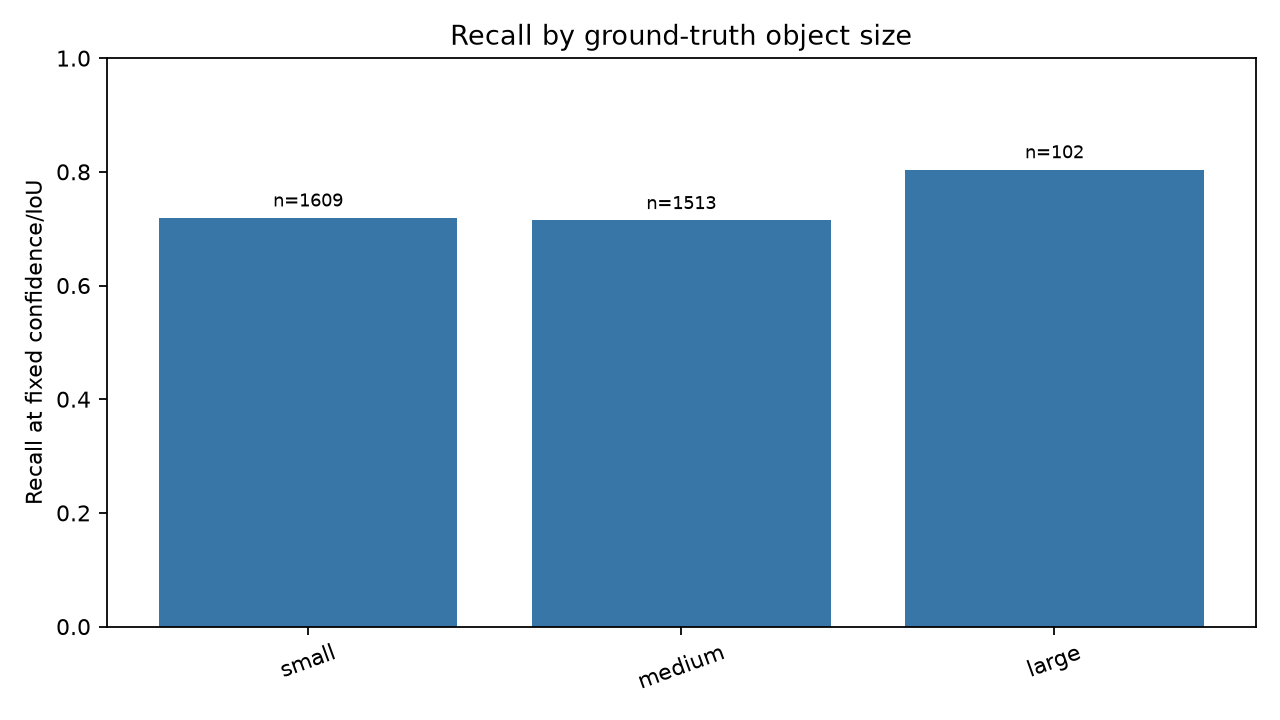 Recall by ground-truth object size
Recall at fixed confidence/IoU
1.0
0.8
0.6
0.4
0.2
0.0
n=1609
n=1513
n=102
small
medium
large